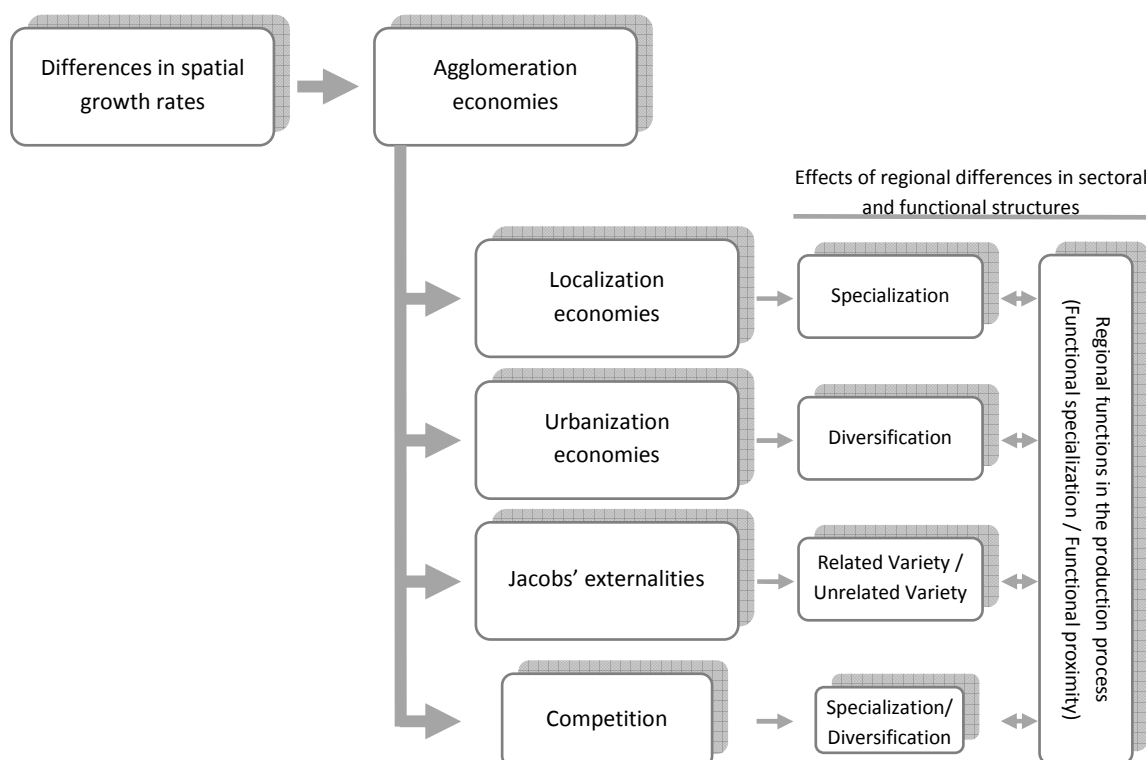 Differences in spatial
growth rates
Agglomeration
economies
Effects of regional differences in sectoral
and functional structures
Localization
economies
Specialization
Urbanization
economies
Diversification
Jacobs’ externalities
Related Variety /
Unrelated Variety
Competition
Specialization/
Diversification
Regional functions in the production process
(Functional specialization / Functional proximity)